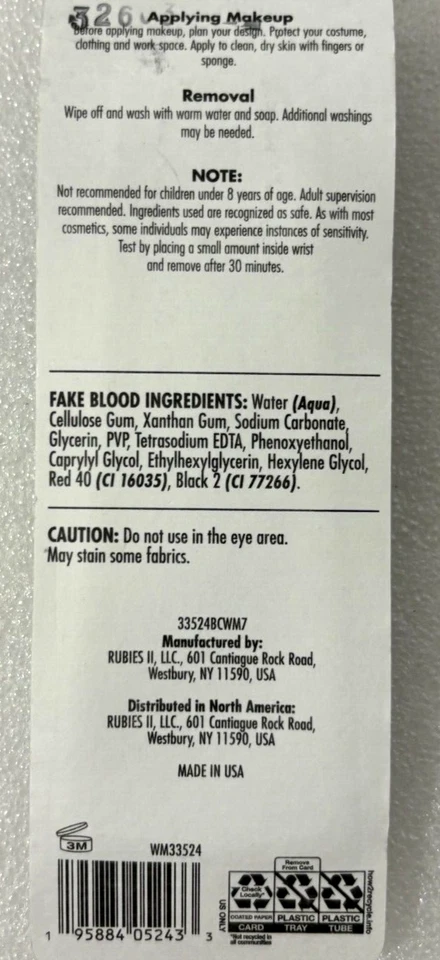 326
Applying Makeup
Before applying makeup, plan your design. Protect your costume,
clothing and work space. Apply to clean, dry skin with fingers or
sponge.
Removal
Wipe off and wash with warm water and soap. Additional washings
may be needed.
NOTE:
Not recommended for children under 8 years of age. Adult supervision
recommended. Ingredients used are recognized as safe. As with most
cosmetics, some individuals may experience instances of sensitivity.
Test by placing a small amount inside wrist
and remove after 30 minutes.
FAKE BLOOD INGREDIENTS: Water (Aqua),
Cellulose Gum, Xanthan Gum, Sodium Carbonate,
Glycerin, PVP, Tetrasodium EDTA, Phenoxyethanol,
Caprylyl Glycol, Ethylhexylglycerin, Hexylene Glycol,
Red 40 (CI 16035), Black 2 (CI 77266).
CAUTION: Do not use in the eye area.
May stain some fabrics.
33524BCWM7
Manufactured by:
RUBIES II, LLC., 601 Cantiague Rock Road,
Westbury, NY 11590, USA
Distributed in North America:
RUBIES II, LLC., 601 Cantiague Rock Road,
Westbury, NY 11590, USA
MADE IN USA
3M
WM33524
1 95884 05243 3
US ONLY
Remove
From Card
Check
Locally*
COATED PAPER
CARD
PLASTIC
TRAY
PLASTIC
TUBE
*Not recycled in
all communities
how2recycle.info